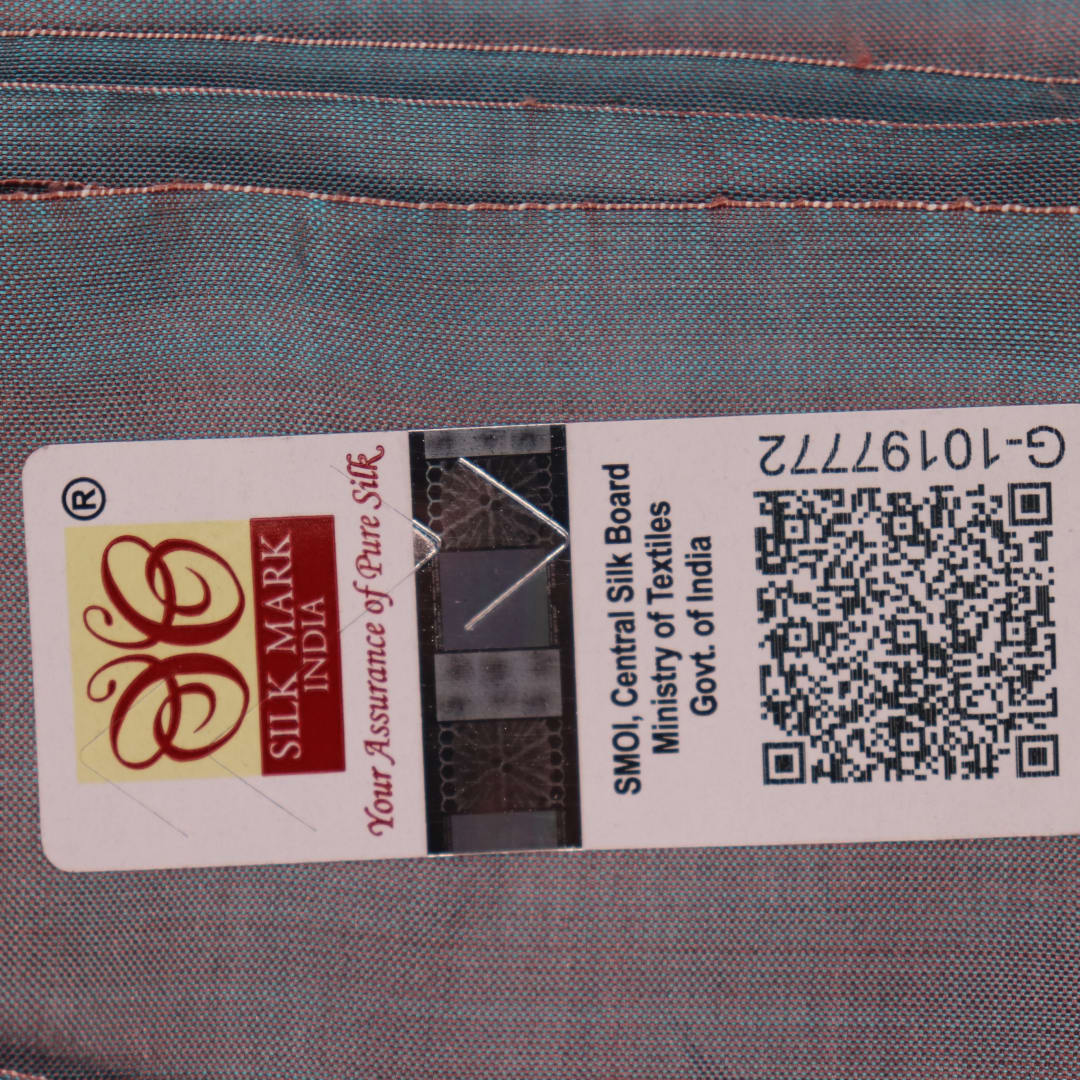 ®
SILK MARK
INDIA
Your Assurance of Pure Silk
SMOI, Central Silk Board
Ministry of Textiles
Govt. of India
G-10197772